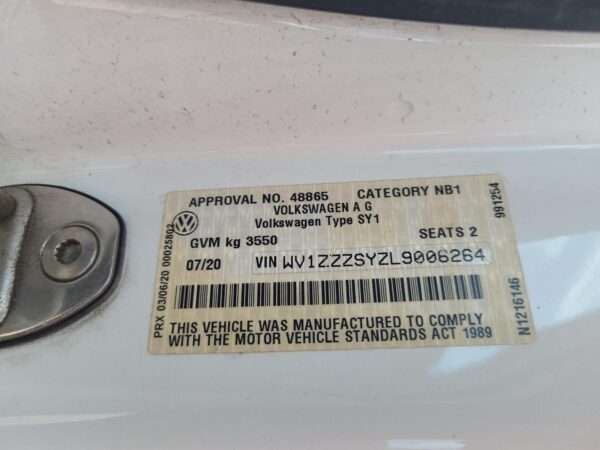 APPROVAL NO. 48865 CATEGORY NB1
VOLKSWAGEN A G
Volkswagen Type SY1
GVM kg 3550 SEATS 2
07/20 VIN WV1ZZZSYZL9006264
THIS VEHICLE WAS MANUFACTURED TO COMPLY
WITH THE MOTOR VEHICLE STANDARDS ACT 1989
PRX 03/06/20 00025802
991254
N1216146